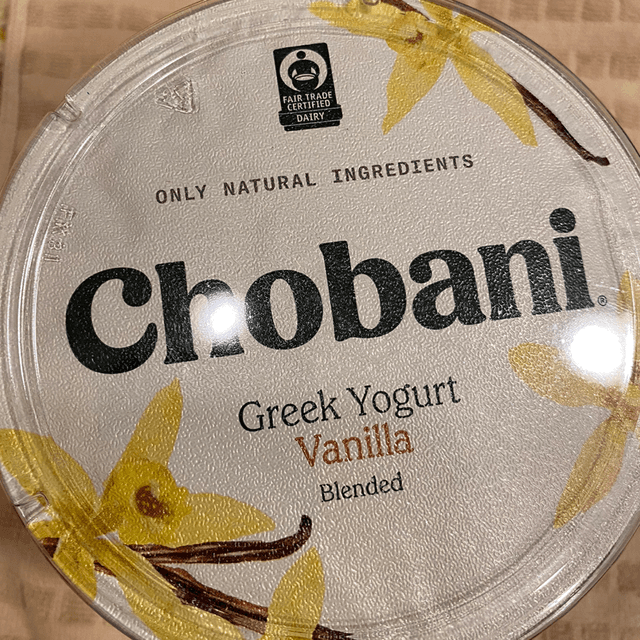 FAIR TRADE
CERTIFIED
DAIRY
ONLY NATURAL INGREDIENTS
Chobani®
Greek Yogurt
Vanilla
Blended